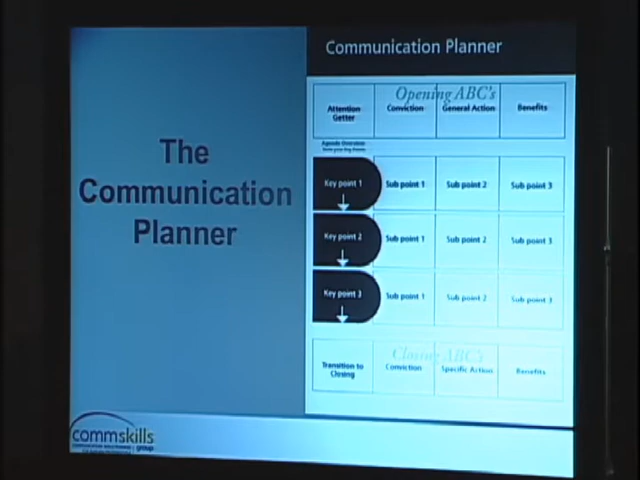 The
Communication
Planner
Communication Planner
Opening ABC's
Attention
Getter
Conviction
General Action
Benefits
Agenda Overview
Key point 1
Sub point 1
Sub point 2
Sub point 3
Key point 2
Sub point 1
Sub point 2
Sub point 3
Key point 3
Sub point 1
Sub point 2
Sub point 3
Closing ABC's
Transition to
Closing
Conviction
Specific Action
Benefits
commskills
group